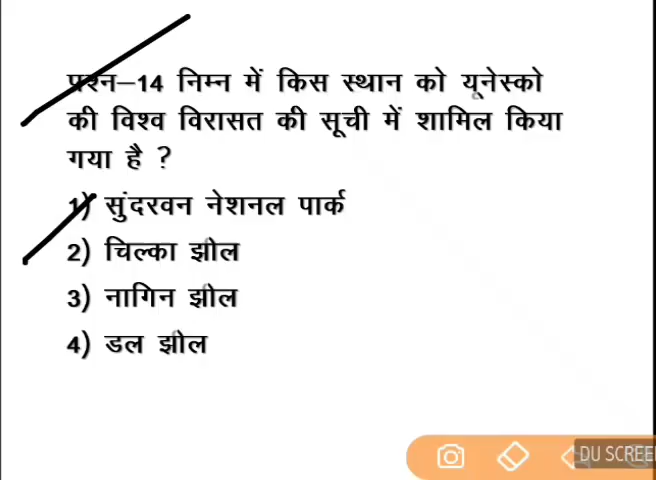 प्रश्न–14 निम्न में किस स्थान को यूनेस्को
की विश्व विरासत की सूची में शामिल किया
गया है ?
1) सुंदरवन नेशनल पार्क
2) चिल्का झील
3) नागिन झील
4) डल झील
DU SCREE